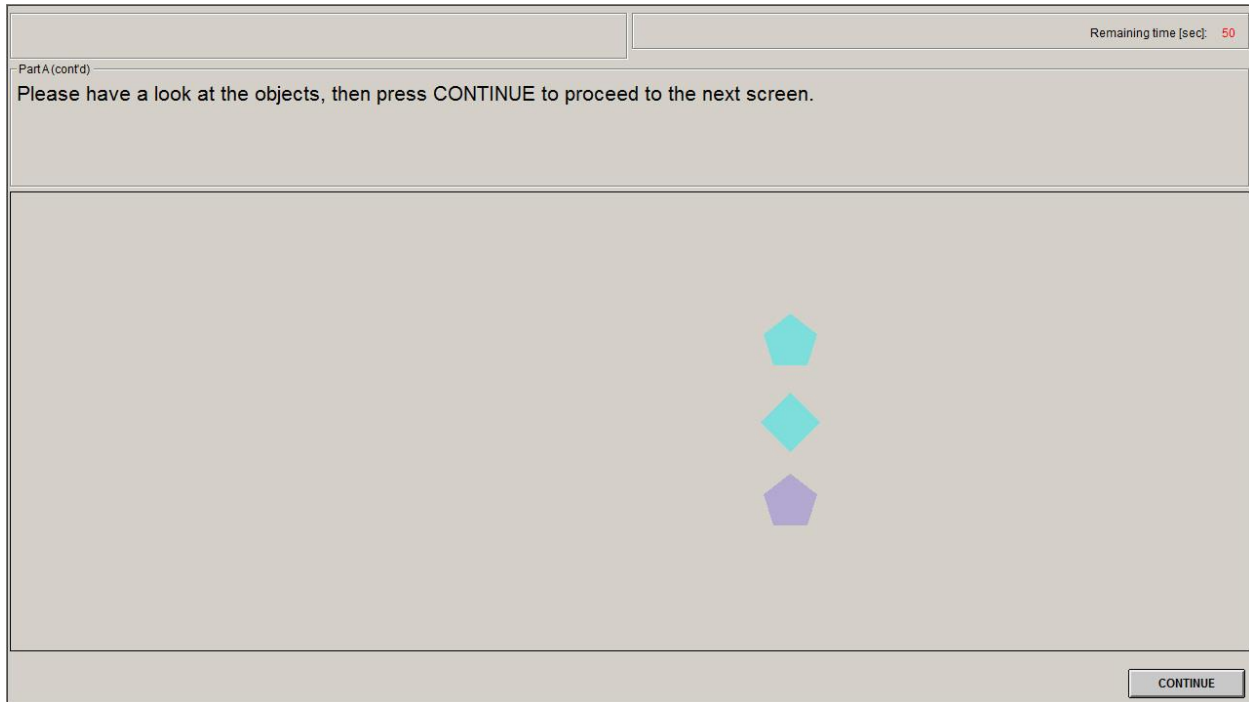 Remaining time [sec]: 50
Part A (cont'd)
Please have a look at the objects, then press CONTINUE to proceed to the next screen.
CONTINUE